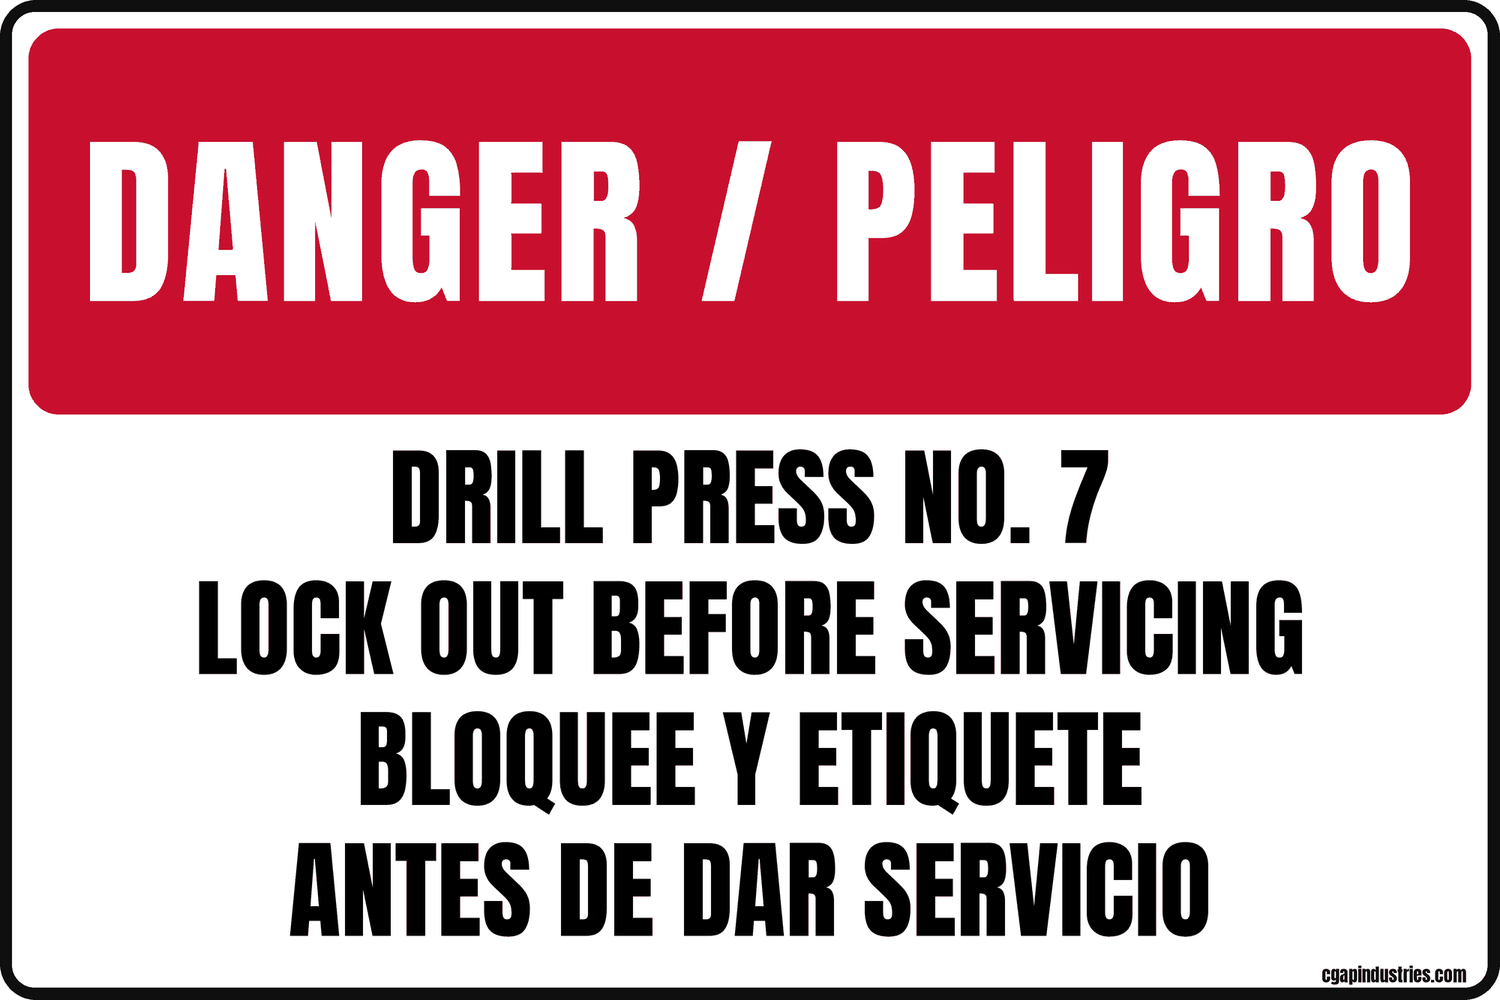 DANGER / PELIGRO
DRILL PRESS NO. 7
LOCK OUT BEFORE SERVICING
BLOQUEE Y ETIQUETE
ANTES DE DAR SERVICIO
cgapindustries.com